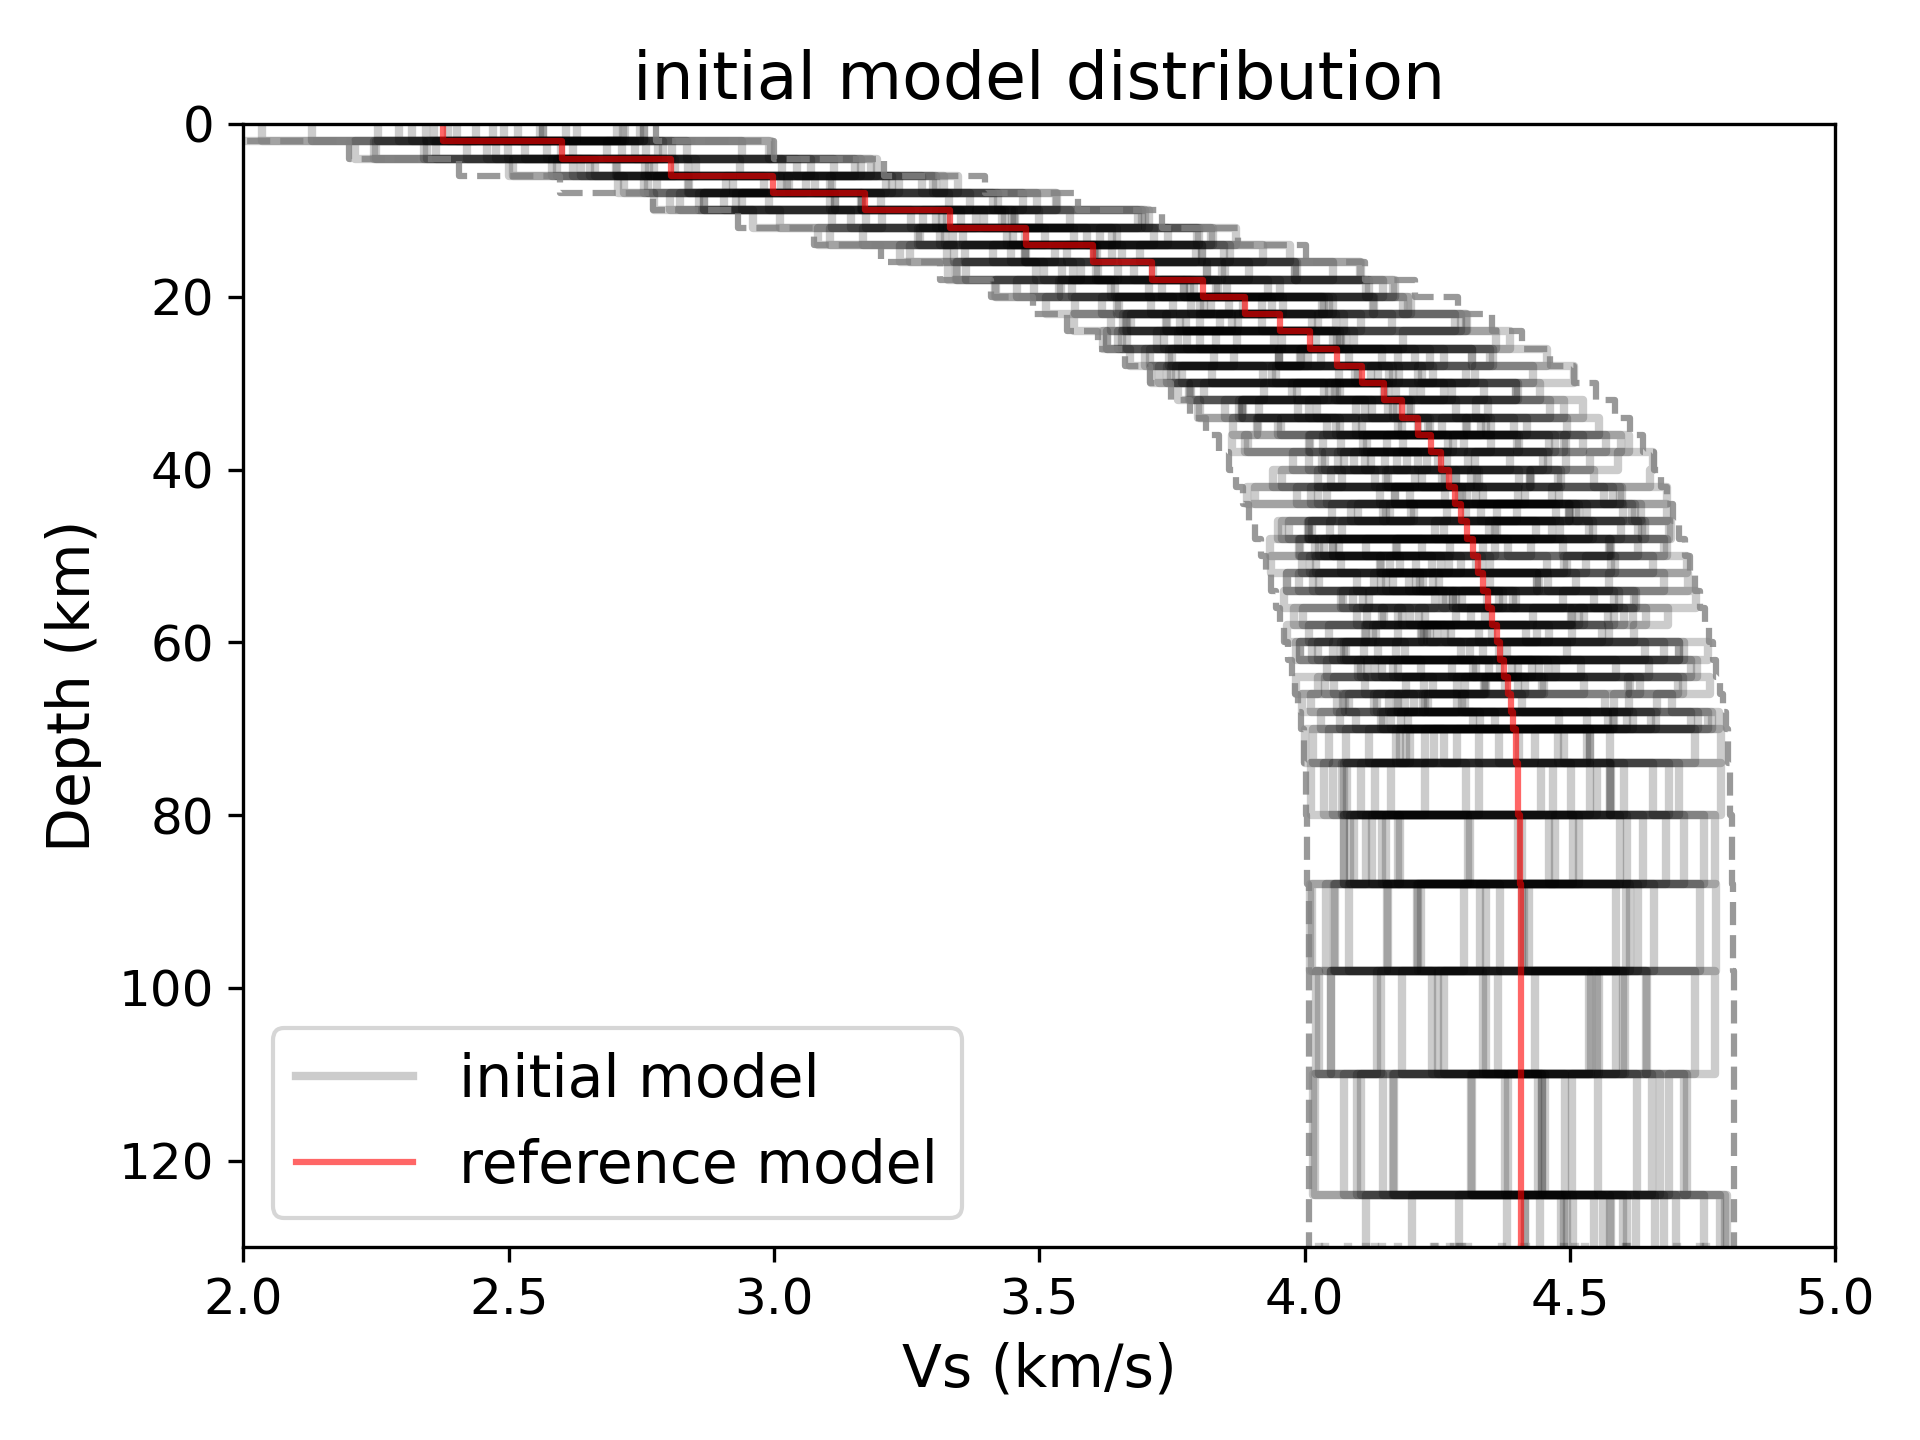 initial model distribution
0
20
40
60
80
100
120
Depth (km)
initial model
reference model
2.0 2.5 3.0 3.5 4.0 4.5 5.0
Vs (km/s)